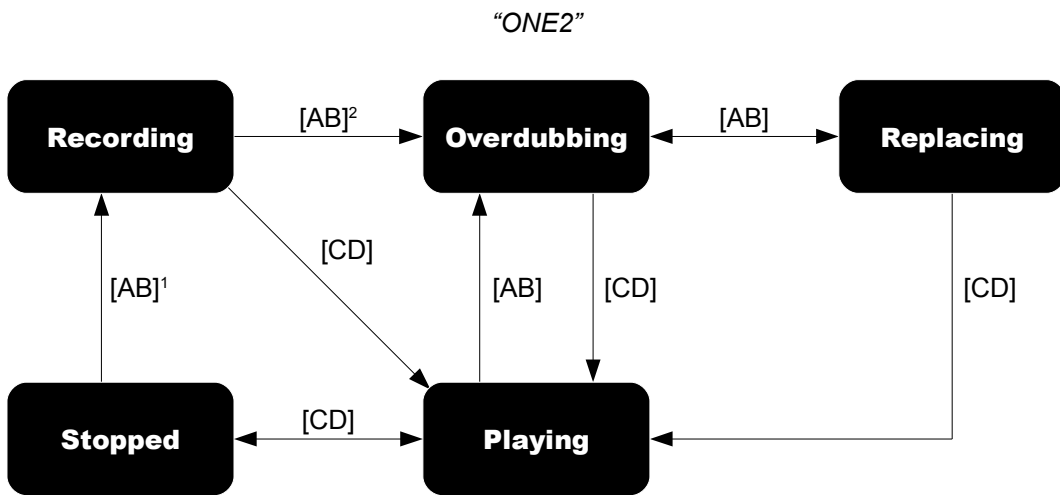 “ONE2”
Recording
[AB]²
Overdubbing
[AB]
Replacing
[CD]
[AB]¹
[AB]
[CD]
[CD]
Stopped
[CD]
Playing